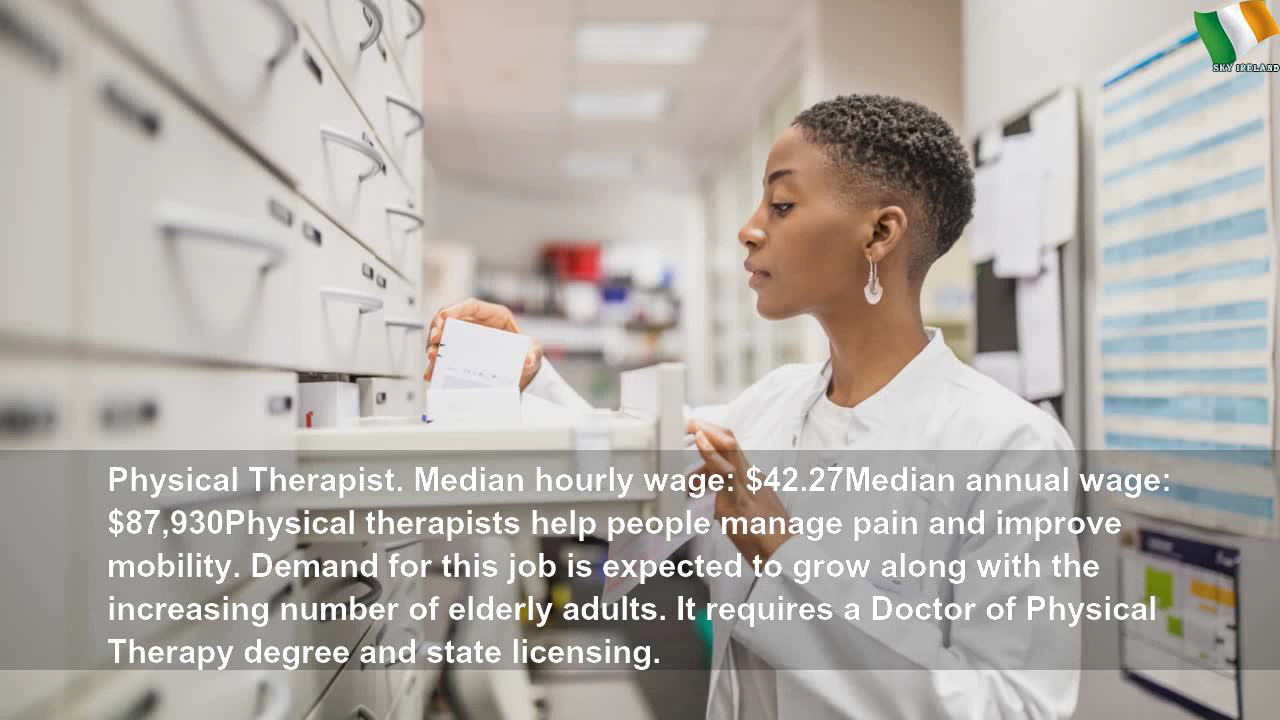 SKY IRELAND
Physical Therapist. Median hourly wage: $42.27Median annual wage:
$87,930Physical therapists help people manage pain and improve
mobility. Demand for this job is expected to grow along with the
increasing number of elderly adults. It requires a Doctor of Physical
Therapy degree and state licensing.